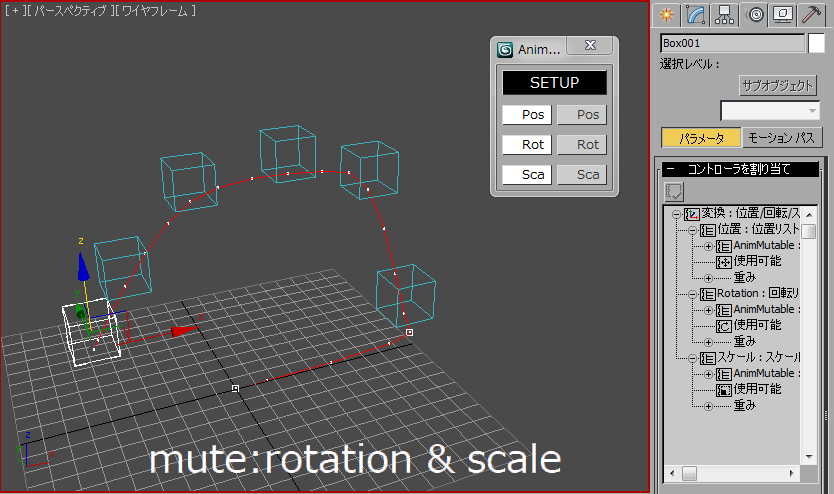 [ + ][ パースペクティブ ][ ワイヤフレーム ]
Anim...
SETUP
Pos Pos
Rot Rot
Sca Sca
z
z
mute:rotation & scale
Box001
選択レベル :
サブオブジェクト
パラメータ モーション パス
コントローラを割り当て
変換 : 位置/回転/ス
位置 : 位置リスト
AnimMutable :
使用可能
重み
Rotation : 回転リ
AnimMutable :
使用可能
重み
スケール : スケール
AnimMutable :
使用可能
重み